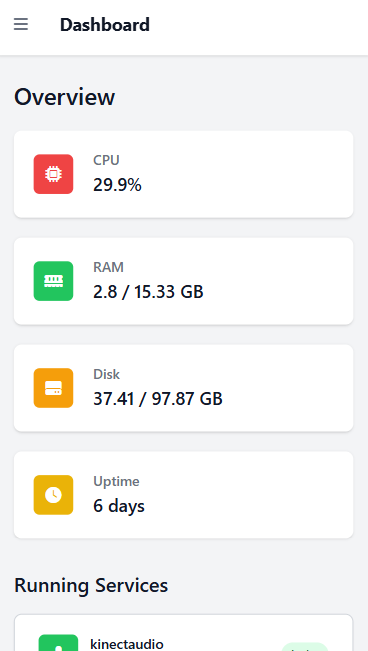 Dashboard
Overview
CPU
29.9%
RAM
2.8 / 15.33 GB
Disk
37.41 / 97.87 GB
Uptime
6 days
Running Services
kinectaudio